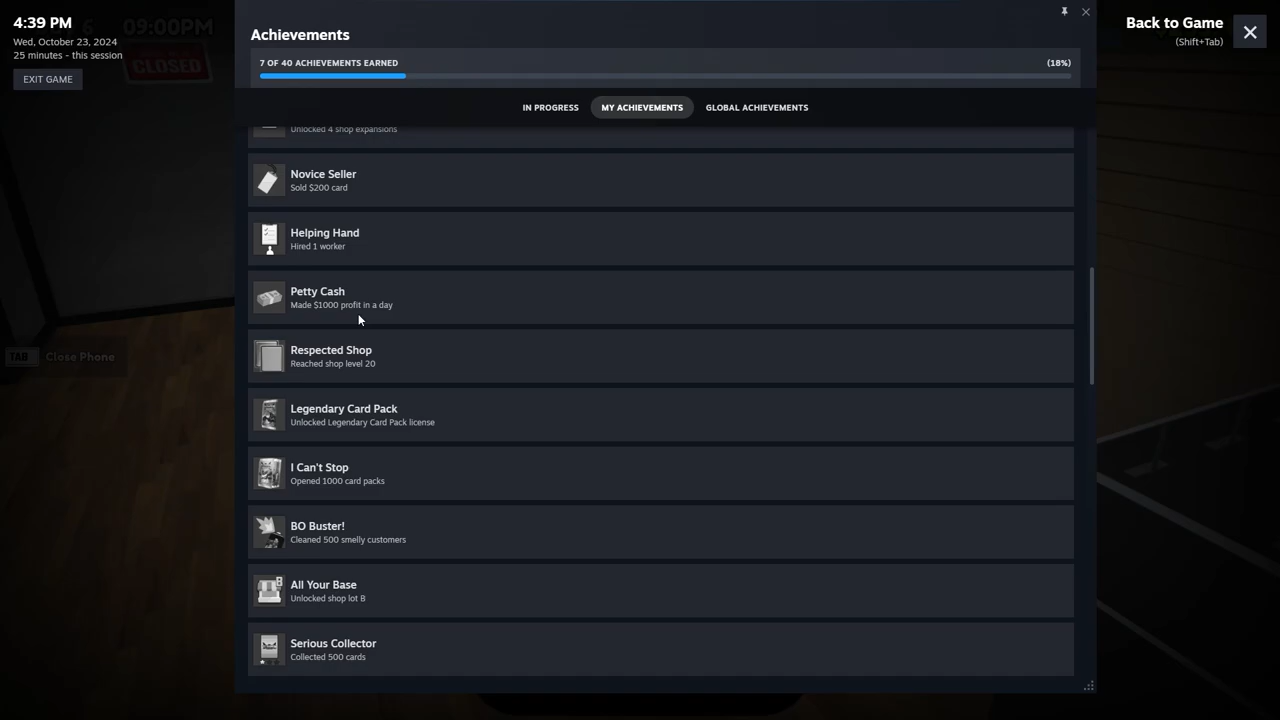 4:39 PM
Wed, October 23, 2024
25 minutes - this session
EXIT GAME
09:00PM
CLOSED
TAB Close Phone
Achievements
7 OF 40 ACHIEVEMENTS EARNED (18%)
IN PROGRESS MY ACHIEVEMENTS GLOBAL ACHIEVEMENTS
Unlocked 4 shop expansions
Novice Seller
Sold $200 card
Helping Hand
Hired 1 worker
Petty Cash
Made $1000 profit in a day
Respected Shop
Reached shop level 20
Legendary Card Pack
Unlocked Legendary Card Pack license
I Can't Stop
Opened 1000 card packs
BO Buster!
Cleaned 500 smelly customers
All Your Base
Unlocked shop lot B
Serious Collector
Collected 500 cards
Back to Game
(Shift+Tab)